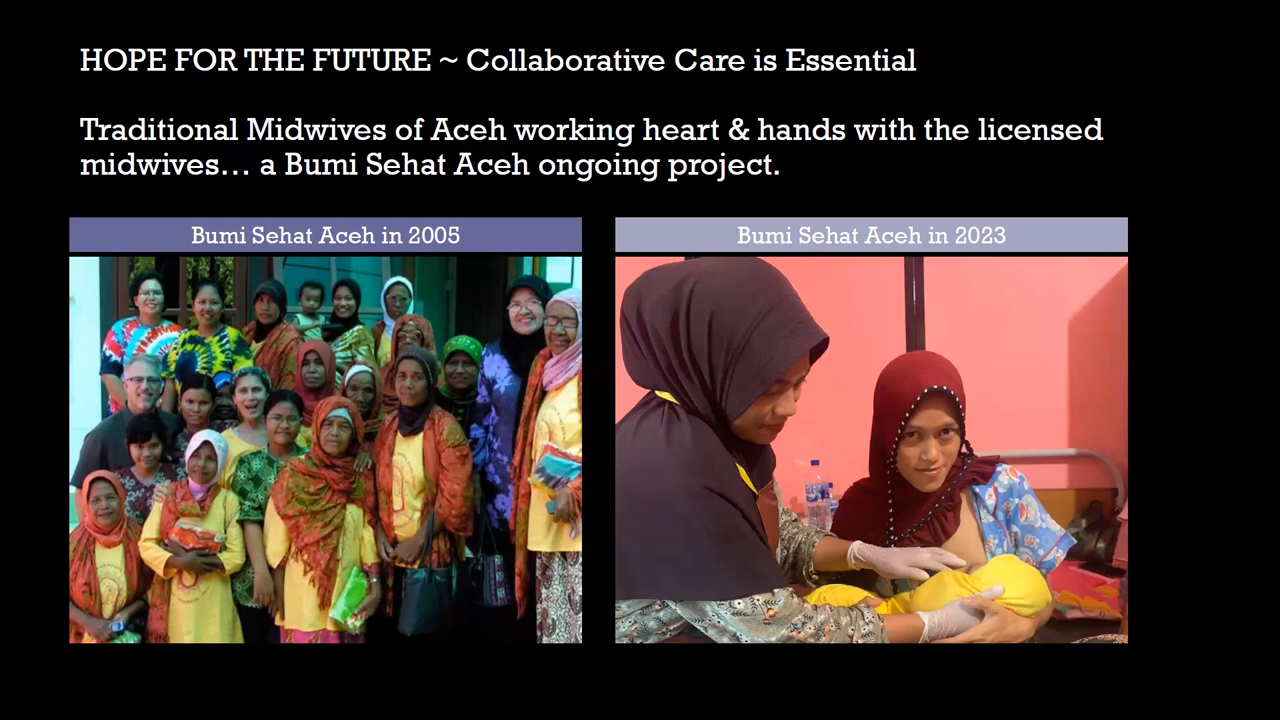 HOPE FOR THE FUTURE ~ Collaborative Care is Essential
Traditional Midwives of Aceh working heart & hands with the licensed
midwives… a Bumi Sehat Aceh ongoing project.
Bumi Sehat Aceh in 2005
Bumi Sehat Aceh in 2023